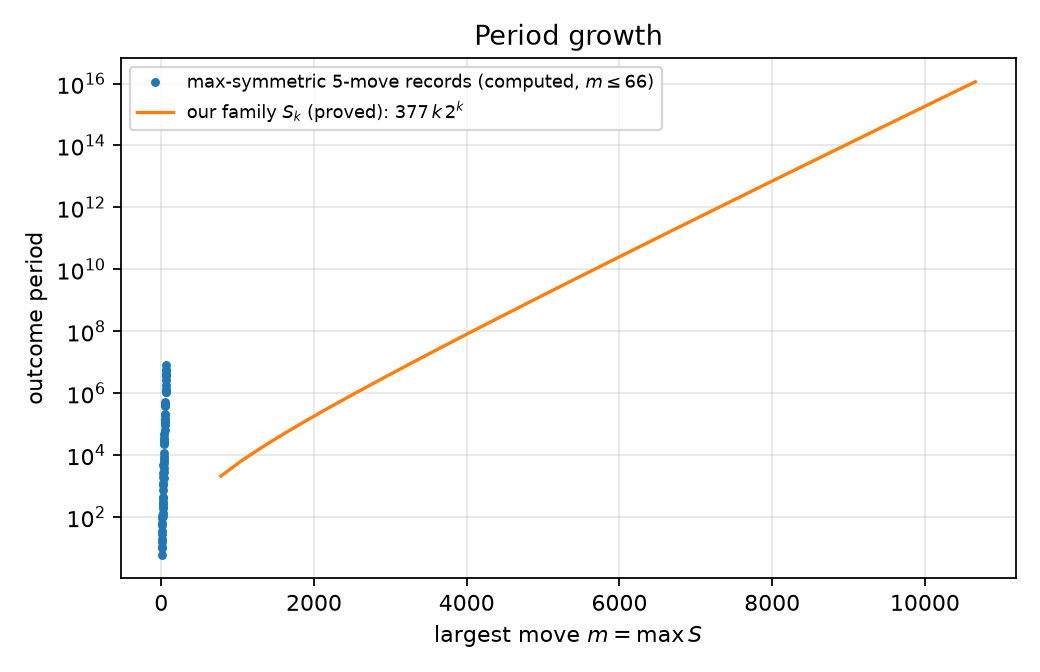 Period growth
max-symmetric 5-move records (computed, m ≤ 66)
our family S_k (proved): 377 k 2^k
10^16
10^14
10^12
10^10
10^8
10^6
10^4
10^2
outcome period
0 2000 4000 6000 8000 10000
largest move m = max S